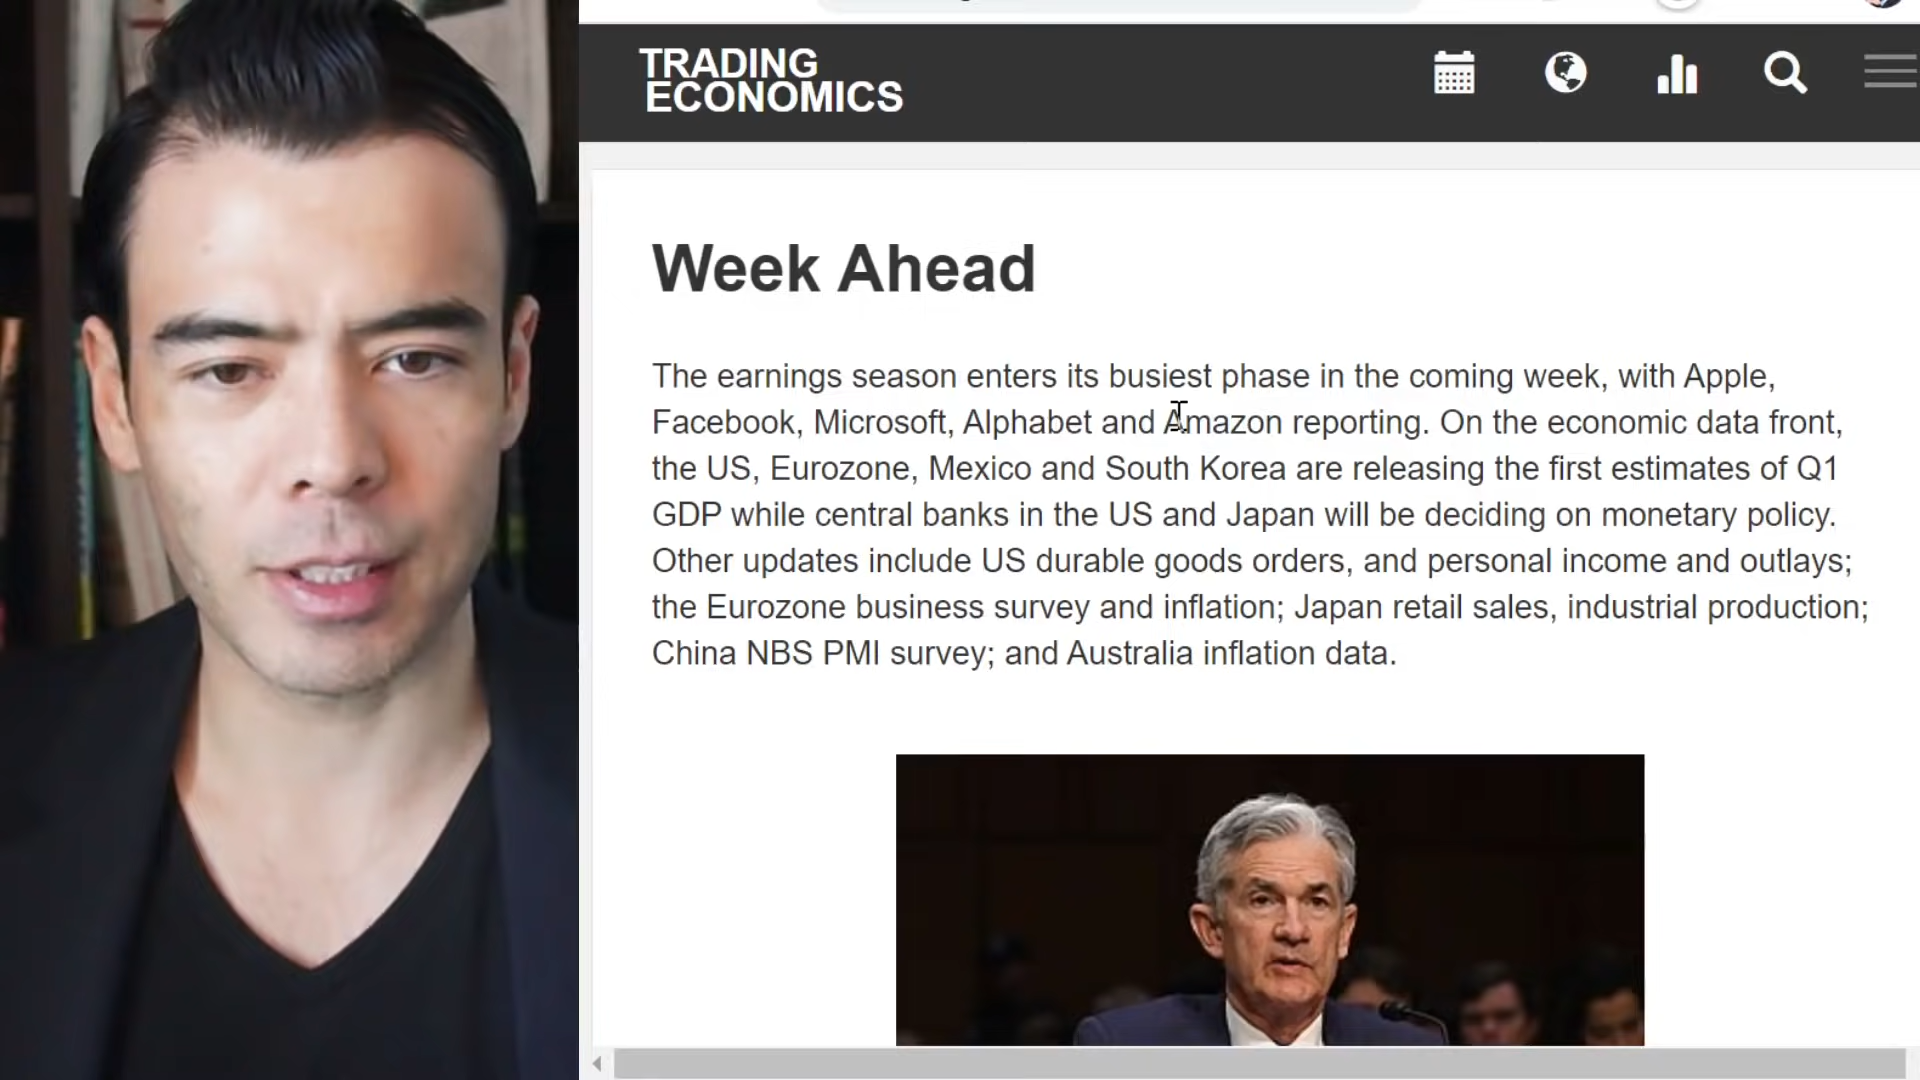 TRADING
ECONOMICS
Week Ahead
The earnings season enters its busiest phase in the coming week, with Apple,
Facebook, Microsoft, Alphabet and Amazon reporting. On the economic data front,
the US, Eurozone, Mexico and South Korea are releasing the first estimates of Q1
GDP while central banks in the US and Japan will be deciding on monetary policy.
Other updates include US durable goods orders, and personal income and outlays;
the Eurozone business survey and inflation; Japan retail sales, industrial production;
China NBS PMI survey; and Australia inflation data.